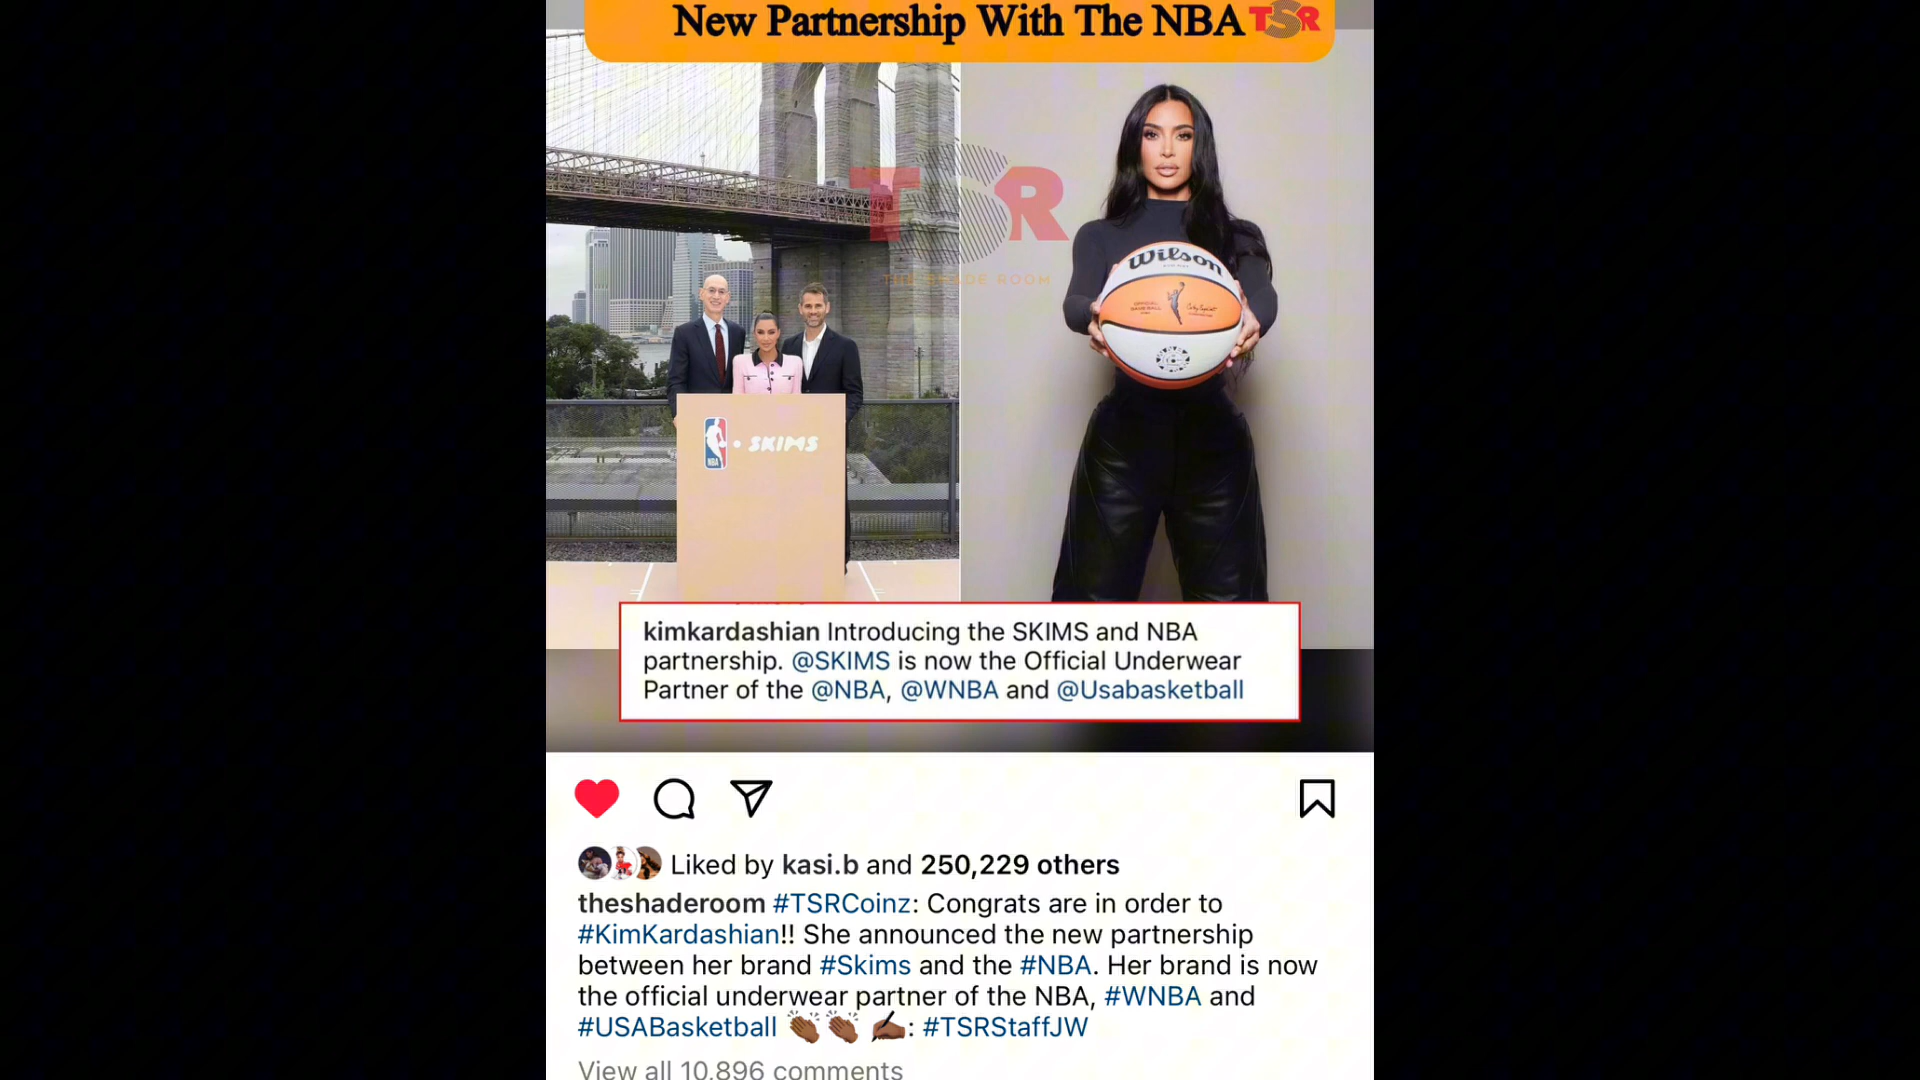 New Partnership With The NBA TSR
TSR
THE SHADE ROOM
Wilson
NBA
SKIMS
kimkardashian Introducing the SKIMS and NBA
partnership. @SKIMS is now the Official Underwear
Partner of the @NBA, @WNBA and @Usabasketball
Liked by kasi.b and 250,229 others
theshaderoom #TSRCoinz: Congrats are in order to
#KimKardashian!! She announced the new partnership
between her brand #Skims and the #NBA. Her brand is now
the official underwear partner of the NBA, #WNBA and
#USABasketball 👏🏾👏🏾 ✍🏾: #TSRStaffJW
View all 10,896 comments